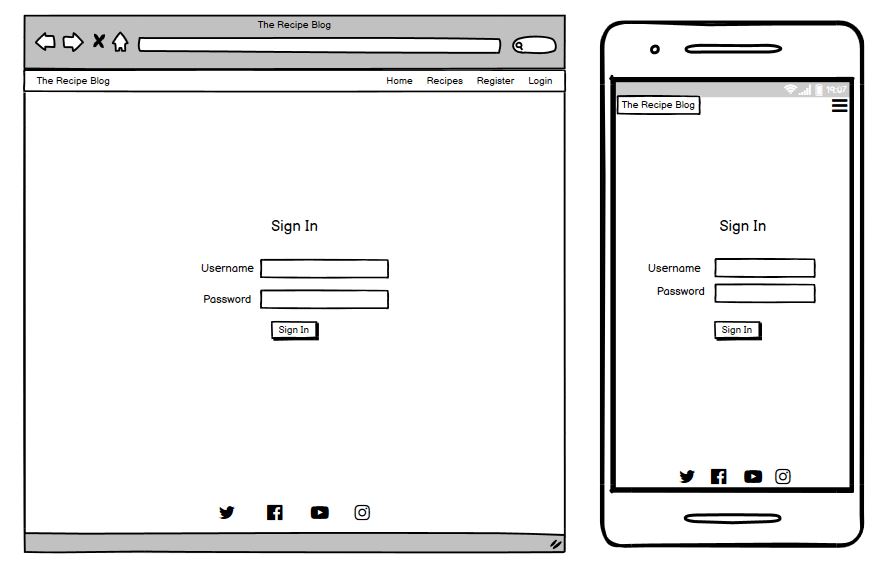 The Recipe Blog
The Recipe Blog Home Recipes Register Login
Sign In
Username
Password
Sign In
19:07
The Recipe Blog
Sign In
Username
Password
Sign In